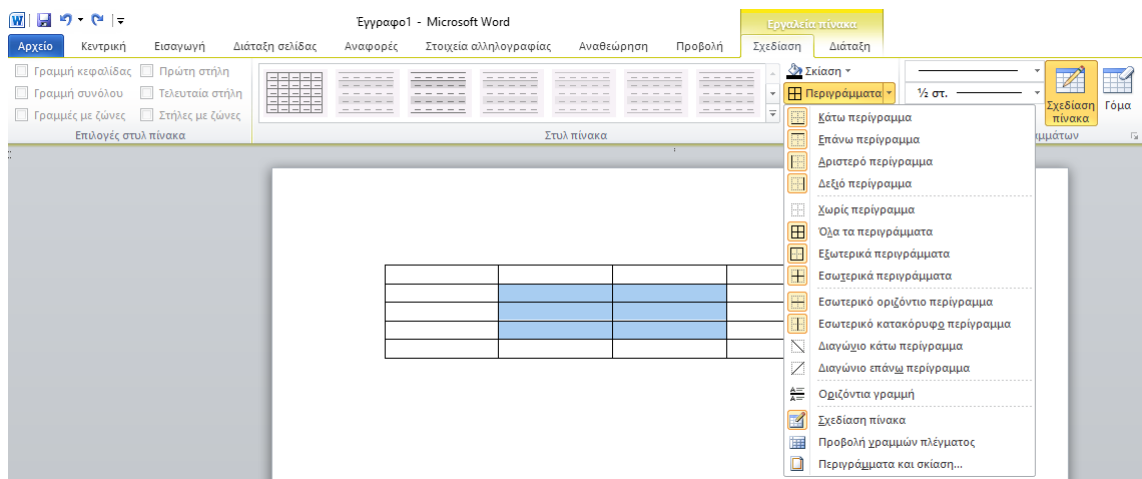 Έγγραφο1 - Microsoft Word
Εργαλεία πίνακα
Αρχείο Κεντρική Εισαγωγή Διάταξη σελίδας Αναφορές Στοιχεία αλληλογραφίας Αναθεώρηση Προβολή Σχεδίαση Διάταξη
Γραμμή κεφαλίδας Πρώτη στήλη
Γραμμή συνόλου Τελευταία στήλη
Γραμμές με ζώνες Στήλες με ζώνες
Επιλογές στυλ πίνακα
Στυλ πίνακα
Σκίαση
Περιγράμματα
½ στ.
Σχεδίαση πίνακα
Γόμα
μμάτων
Κάτω περίγραμμα
Επάνω περίγραμμα
Αριστερό περίγραμμα
Δεξιό περίγραμμα
Χωρίς περίγραμμα
Όλα τα περιγράμματα
Εξωτερικά περιγράμματα
Εσωτερικά περιγράμματα
Εσωτερικό οριζόντιο περίγραμμα
Εσωτερικό κατακόρυφο περίγραμμα
Διαγώνιο κάτω περίγραμμα
Διαγώνιο επάνω περίγραμμα
Οριζόντια γραμμή
Σχεδίαση πίνακα
Προβολή γραμμών πλέγματος
Περιγράμματα και σκίαση...